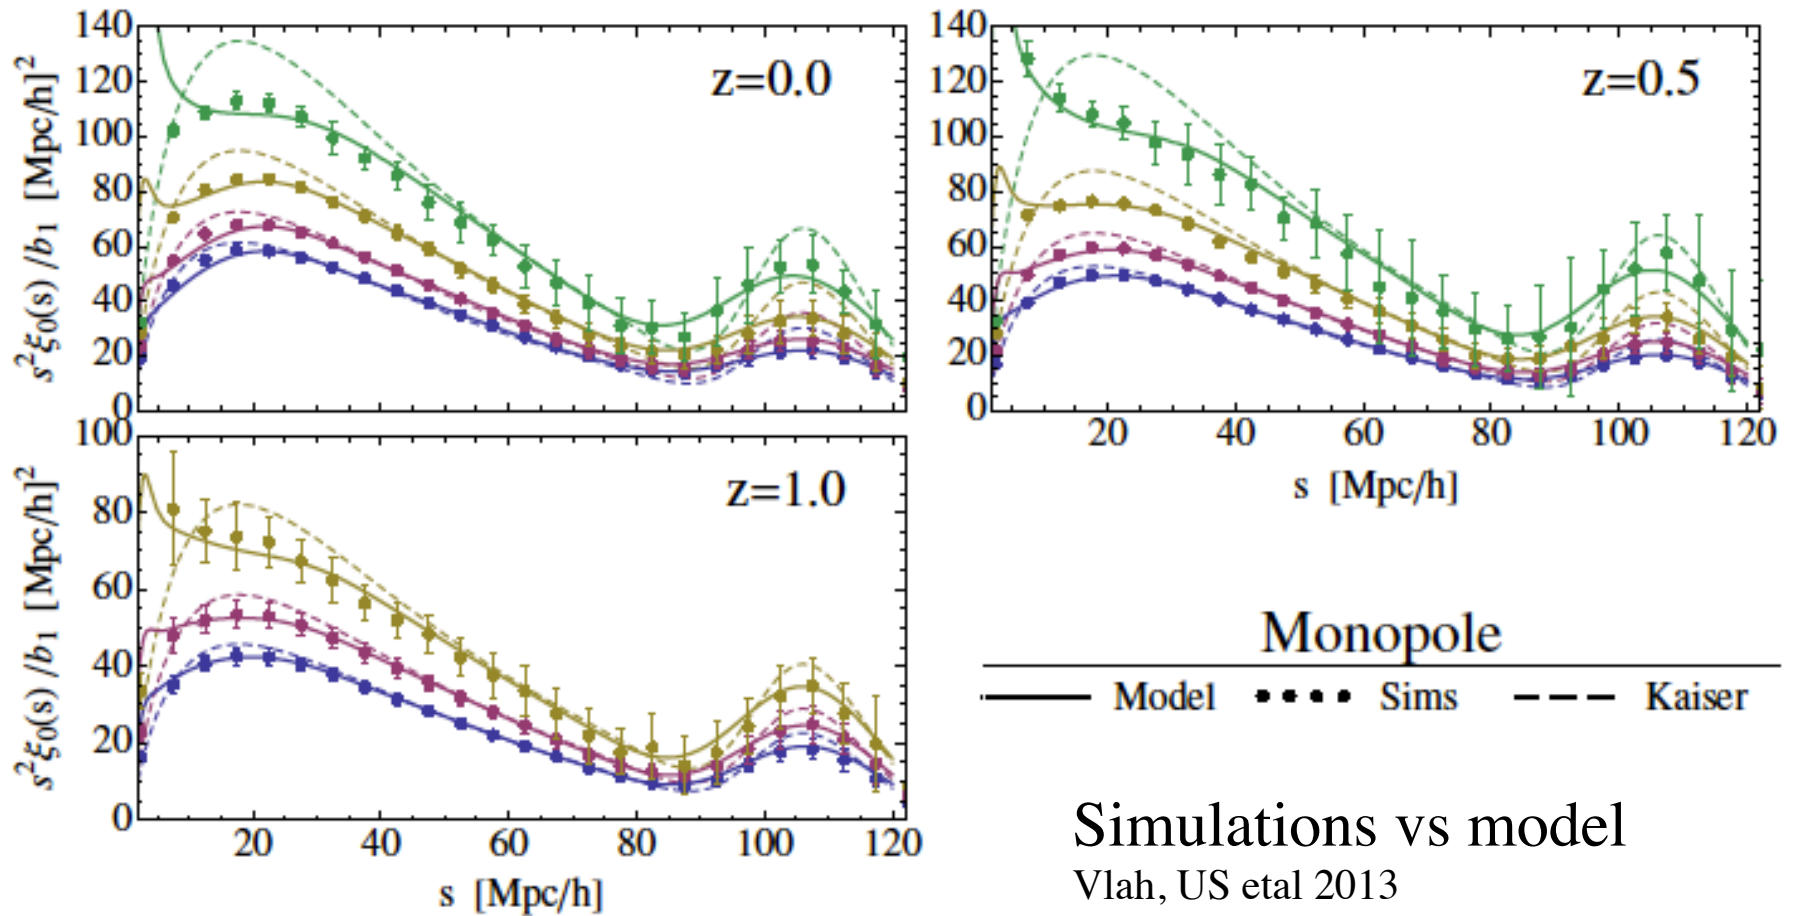 140
120
100
80
60
40
20
0
s²ξ₀(s) /b₁ [Mpc/h]²
z=0.0
140
120
100
80
60
40
20
0
z=0.5
20 40 60 80 100 120
s [Mpc/h]
100
80
60
40
20
0
s²ξ₀(s) /b₁ [Mpc/h]²
z=1.0
20 40 60 80 100 120
s [Mpc/h]
Monopole
Model Sims Kaiser
Simulations vs model
Vlah, US etal 2013